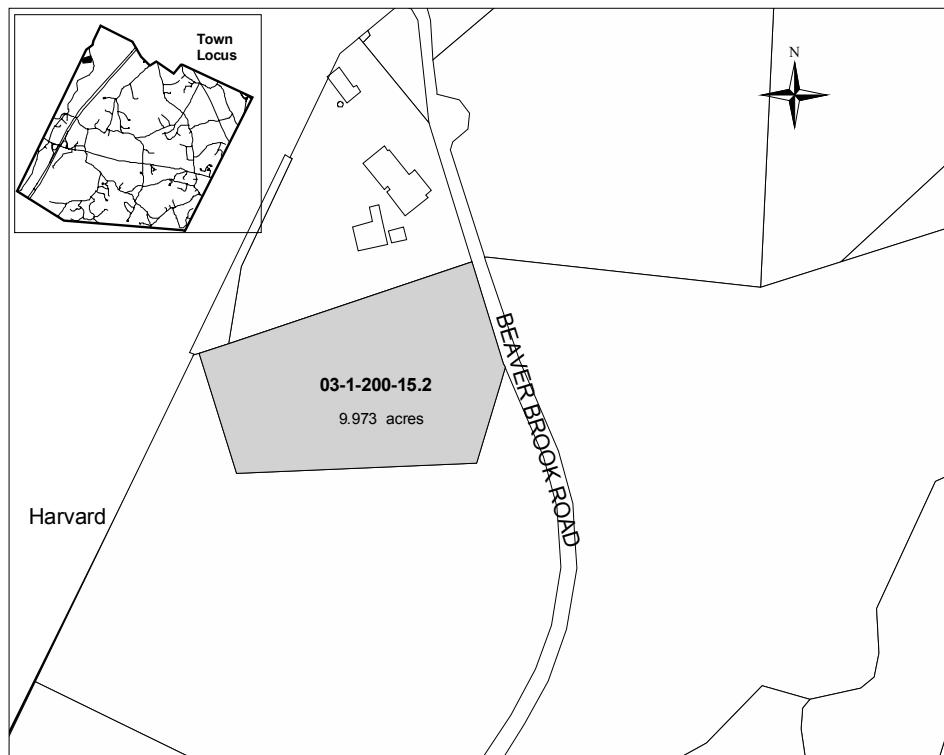 Town
Locus
N
03-1-200-15.2
9.973 acres
BEAVER BROOK ROAD
Harvard